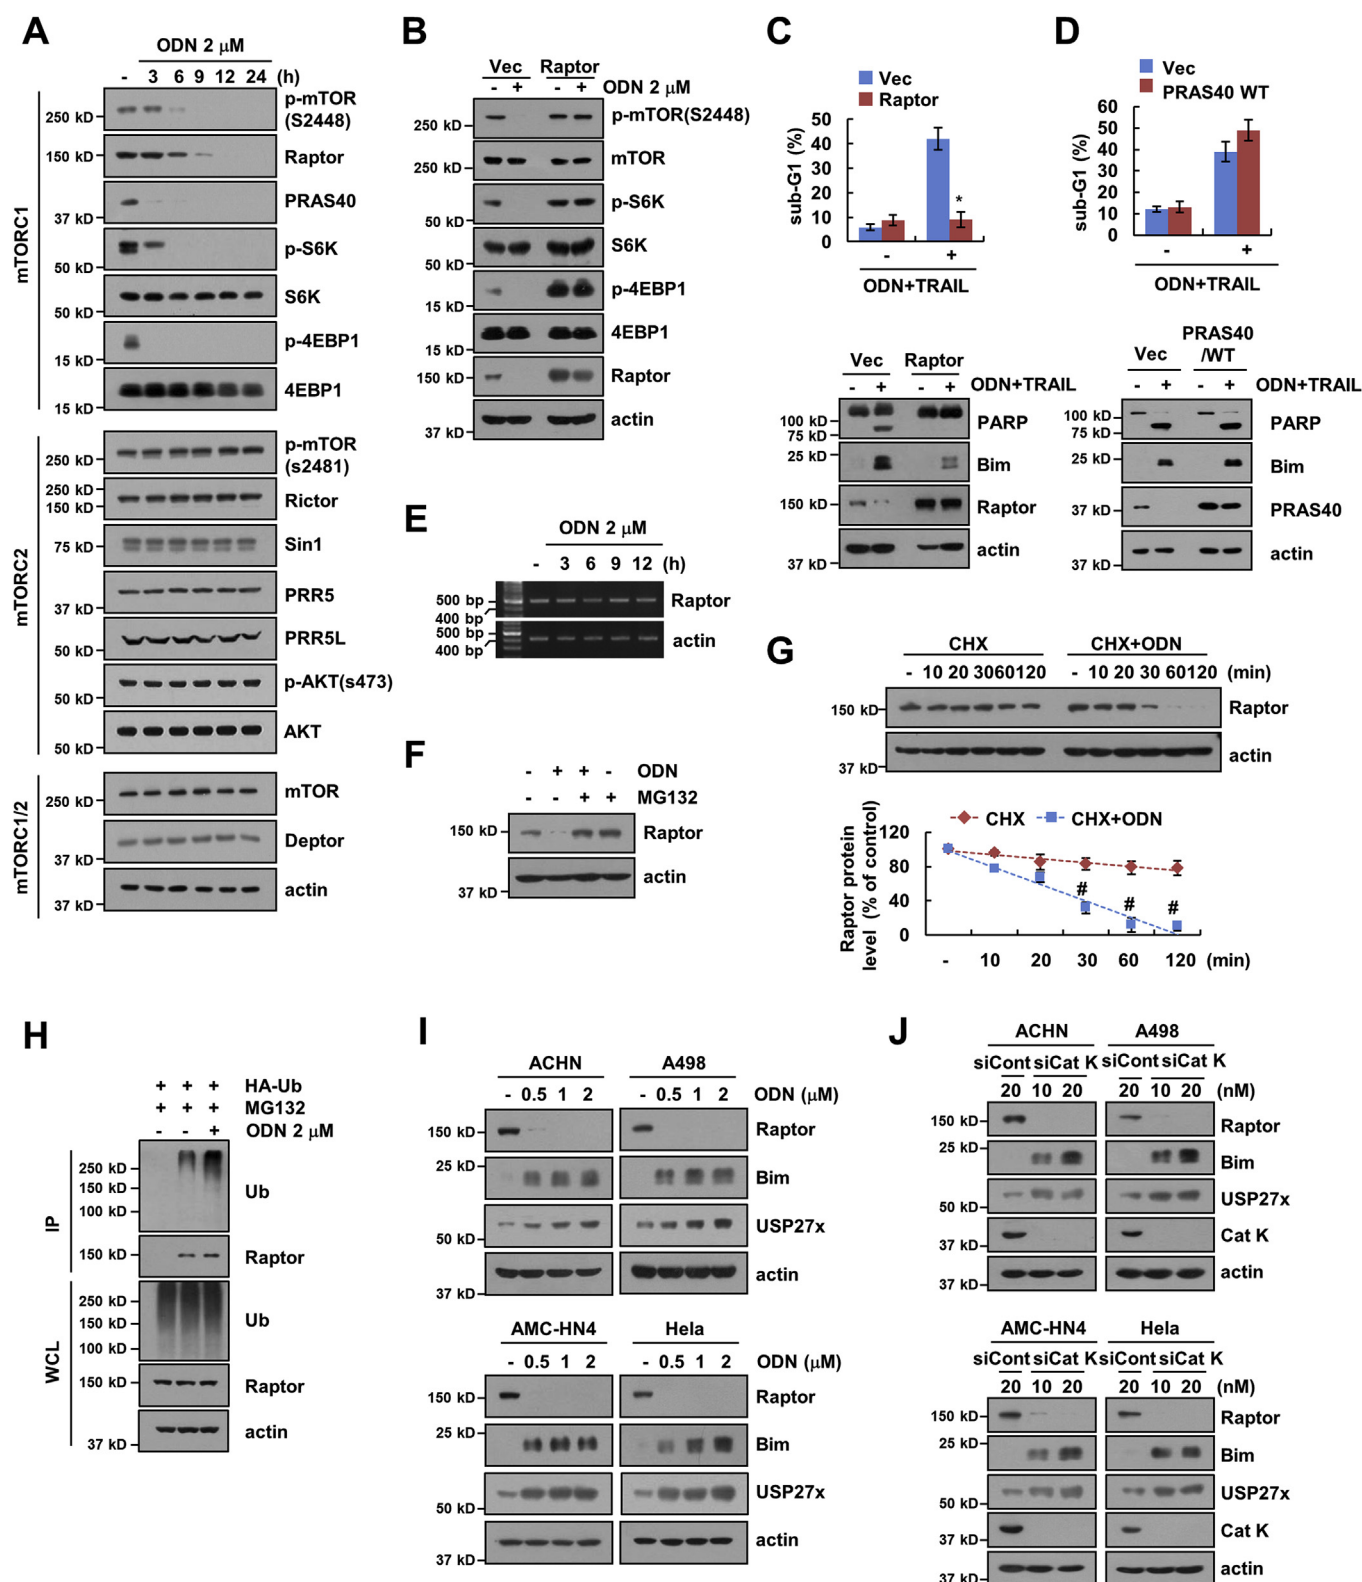 A
ODN 2 μM
- 3 6 9 12 24 (h)
mTORC1
250 kD
p-mTOR
(S2448)
150 kD
Raptor
PRAS40
37 kD
p-S6K
50 kD
S6K
50 kD
p-4EBP1
15 kD
4EBP1
15 kD
mTORC2
p-mTOR
(s2481)
250 kD
250 kD
150 kD
Rictor
75 kD
Sin1
PRR5
37 kD
PRR5L
50 kD
p-AKT(s473)
50 kD
AKT
50 kD
mTORC1/2
mTOR
250 kD
Deptor
37 kD
actin
37 kD
B
Vec Raptor
- + - + ODN 2 μM
250 kD
p-mTOR(S2448)
mTOR
250 kD
p-S6K
50 kD
S6K
50 kD
p-4EBP1
15 kD
4EBP1
15 kD
150 kD
Raptor
actin
37 kD
C
Vec
Raptor
sub-G1 (%)
50
40
30
20
10
0
*
- +
ODN+TRAIL
Vec Raptor
- + - + ODN+TRAIL
100 kD
75 kD
PARP
25 kD
Bim
150 kD
Raptor
actin
37 kD
D
Vec
PRAS40 WT
sub-G1 (%)
60
50
40
30
20
10
0
- +
ODN+TRAIL
PRAS40
Vec /WT
- + - + ODN+TRAIL
100 kD
75 kD
PARP
25 kD
Bim
37 kD
PRAS40
actin
37 kD
E
ODN 2 μM
- 3 6 9 12 (h)
500 bp
400 bp
Raptor
500 bp
400 bp
actin
F
- + + - ODN
- - + + MG132
150 kD
Raptor
actin
37 kD
G
CHX CHX+ODN
- 10 20 30 60 120 - 10 20 30 60 120 (min)
150 kD
Raptor
actin
37 kD
CHX CHX+ODN
Raptor protein
level (% of control)
120
80
40
0
# # #
- 10 20 30 60 120 (min)
H
+ + + HA-Ub
+ + + MG132
- - + ODN 2 μM
IP
250 kD
150 kD
100 kD
Ub
150 kD
Raptor
WCL
250 kD
150 kD
100 kD
Ub
150 kD
Raptor
actin
37 kD
I
ACHN A498
- 0.5 1 2 - 0.5 1 2 ODN (μM)
150 kD
Raptor
25 kD
Bim
USP27x
50 kD
actin
37 kD
AMC-HN4 Hela
- 0.5 1 2 - 0.5 1 2 ODN (μM)
150 kD
Raptor
25 kD
Bim
USP27x
50 kD
actin
37 kD
J
ACHN A498
siCont siCat K siCont siCat K
20 10 20 20 10 20 (nM)
150 kD
Raptor
25 kD
Bim
USP27x
50 kD
Cat K
37 kD
actin
37 kD
AMC-HN4 Hela
siCont siCat K siCont siCat K
20 10 20 20 10 20 (nM)
150 kD
Raptor
25 kD
Bim
USP27x
50 kD
Cat K
37 kD
actin
37 kD